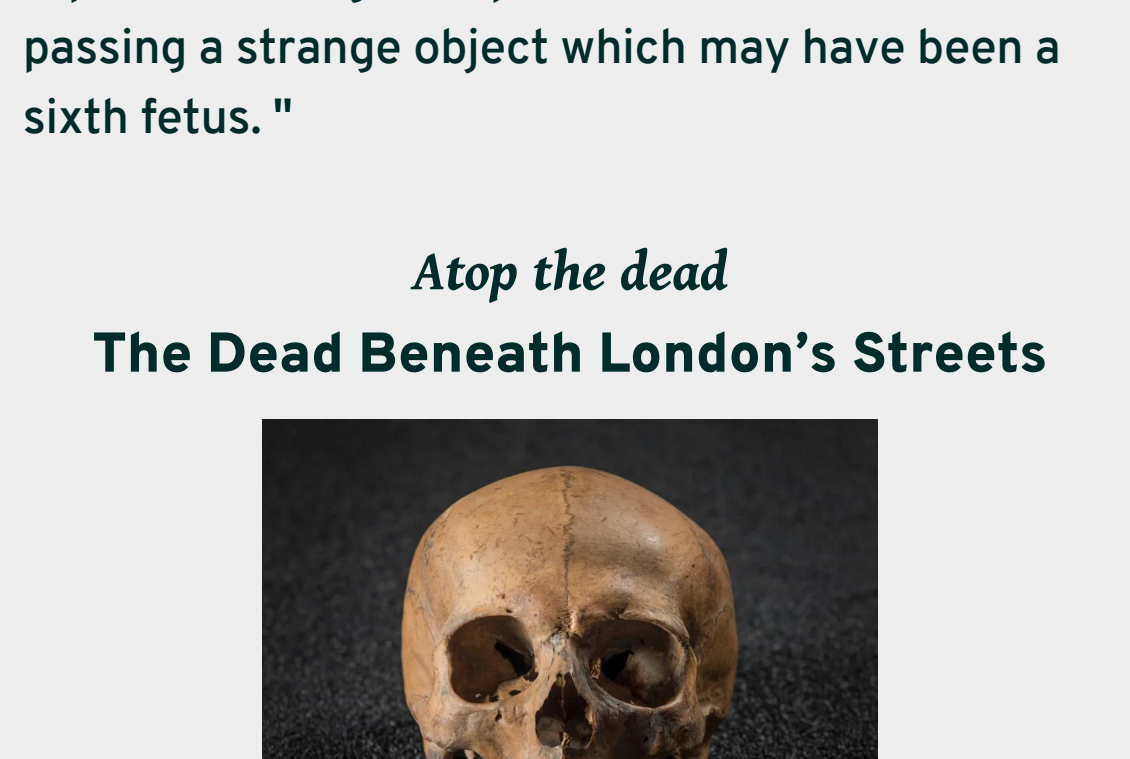 passing a strange object which may have been a
sixth fetus. "
Atop the dead
The Dead Beneath London’s Streets